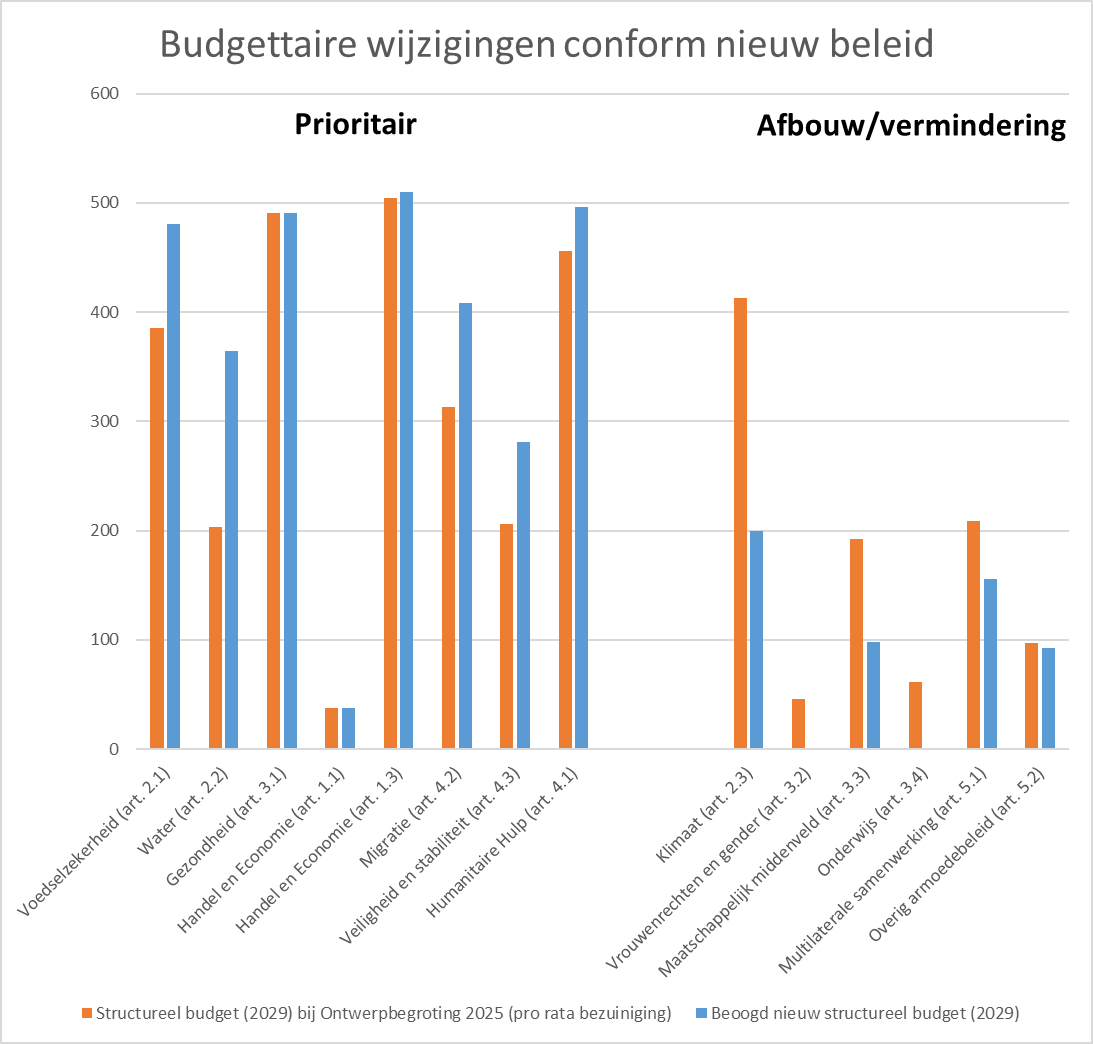 Budgettaire wijzigingen conform nieuw beleid
600
Prioritair
Afbouw/vermindering
500
400
300
200
100
0
Voedselzekerheid (art. 2.1)
Water (art. 2.2)
Gezondheid (art. 3.1)
Handel en Economie (art. 1.1)
Handel en Economie (art. 1.3)
Migratie (art. 4.2)
Veiligheid en stabiliteit (art. 4.3)
Humanitaire Hulp (art. 4.1)
Klimaat (art. 2.3)
Vrouwenrechten en gender (art. 3.2)
Maatschappelijk middenveld (art. 3.3)
Onderwijs (art. 3.4)
Multilaterale samenwerking (art. 5.1)
Overig armoedebeleid (art. 5.2)
Structureel budget (2029) bij Ontwerpbegroting 2025 (pro rata bezuiniging)
Beoogd nieuw structureel budget (2029)